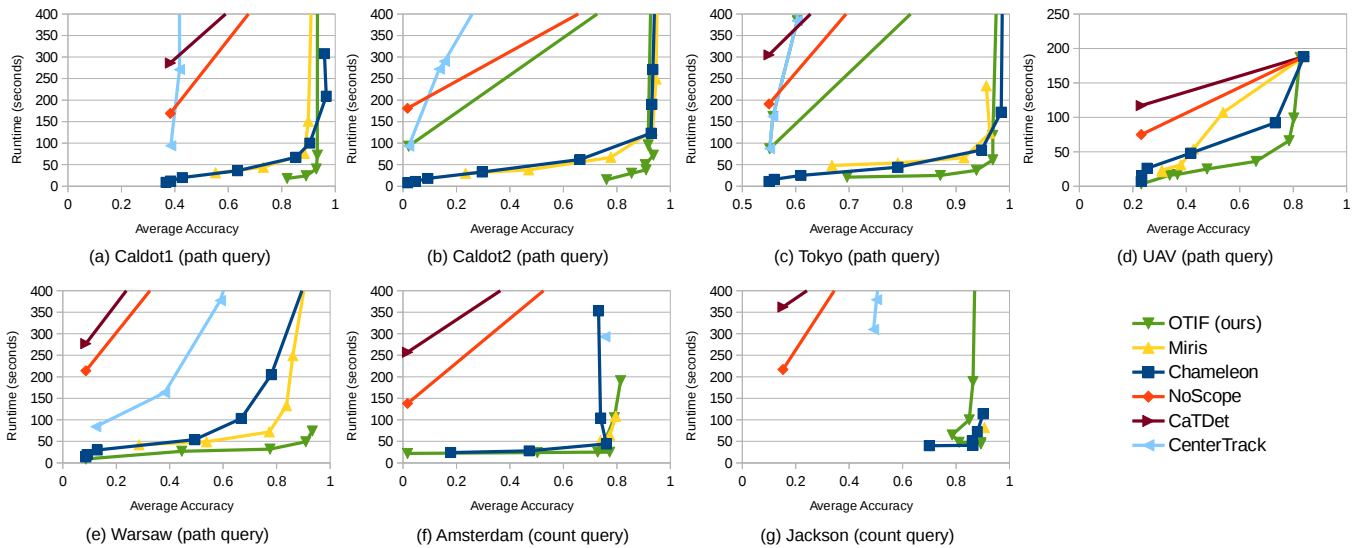 400
350
300
250
200
150
100
50
0
Runtime (seconds)
0 0.2 0.4 0.6 0.8 1
Average Accuracy
(a) Caldot1 (path query)
400
350
300
250
200
150
100
50
0
Runtime (seconds)
0 0.2 0.4 0.6 0.8 1
Average Accuracy
(b) Caldot2 (path query)
400
350
300
250
200
150
100
50
0
Runtime (seconds)
0.5 0.6 0.7 0.8 0.9 1
Average Accuracy
(c) Tokyo (path query)
250
200
150
100
50
0
Runtime (seconds)
0 0.2 0.4 0.6 0.8 1
Average Accuracy
(d) UAV (path query)
400
350
300
250
200
150
100
50
0
Runtime (seconds)
0 0.2 0.4 0.6 0.8 1
Average Accuracy
(e) Warsaw (path query)
400
350
300
250
200
150
100
50
0
Runtime (seconds)
0 0.2 0.4 0.6 0.8 1
Average Accuracy
(f) Amsterdam (count query)
400
350
300
250
200
150
100
50
0
Runtime (seconds)
0 0.2 0.4 0.6 0.8 1
Average Accuracy
(g) Jackson (count query)
OTIF (ours)
Miris
Chameleon
NoScope
CaTDet
CenterTrack